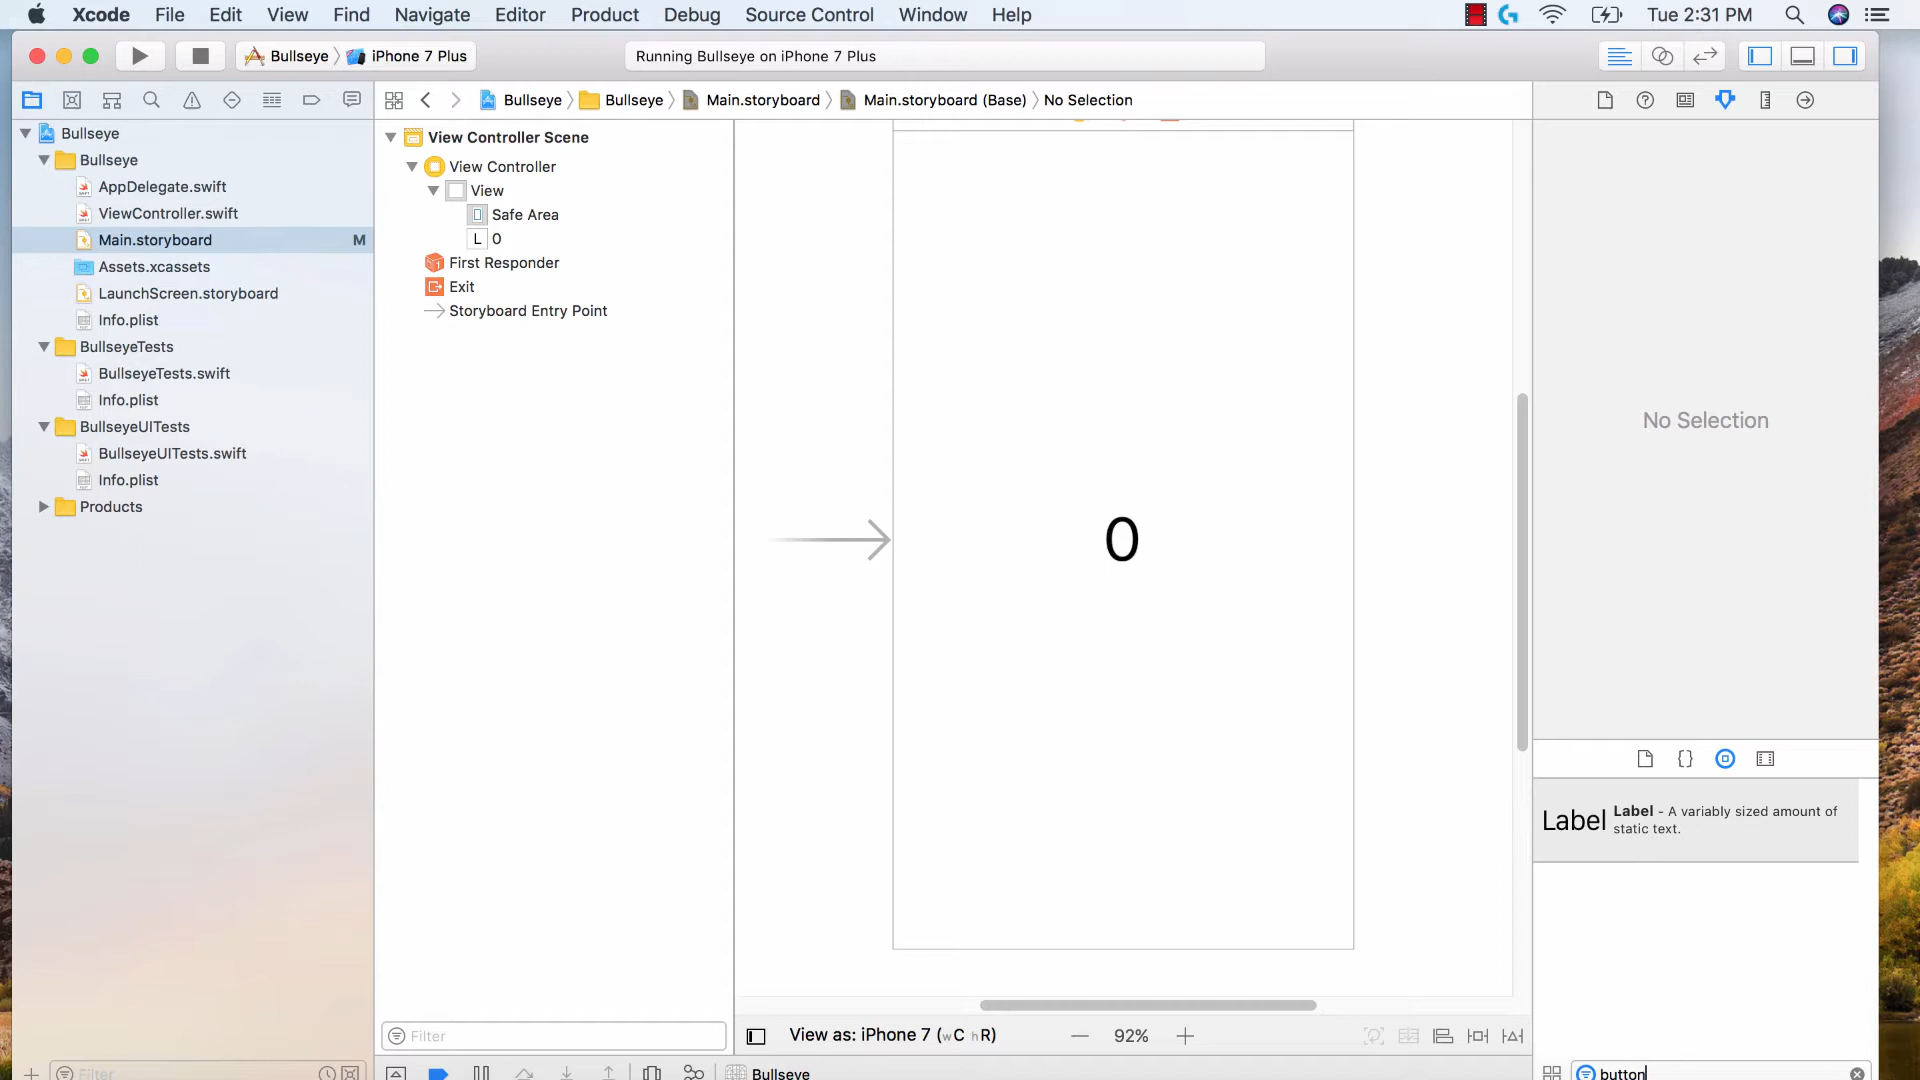 Xcode File Edit View Find Navigate Editor Product Debug Source Control Window Help Tue 2:31 PM
Bullseye iPhone 7 Plus
Running Bullseye on iPhone 7 Plus
Bullseye Bullseye Main.storyboard Main.storyboard (Base) No Selection
Bullseye
Bullseye
AppDelegate.swift
ViewController.swift
Main.storyboard M
Assets.xcassets
LaunchScreen.storyboard
Info.plist
BullseyeTests
BullseyeTests.swift
Info.plist
BullseyeUITests
BullseyeUITests.swift
Info.plist
Products
Filter
View Controller Scene
View Controller
View
Safe Area
L 0
First Responder
Exit
Storyboard Entry Point
Filter
0
View as: iPhone 7 (wC hR) 92%
Bullseye
No Selection
Label Label - A variably sized amount of
static text.
button